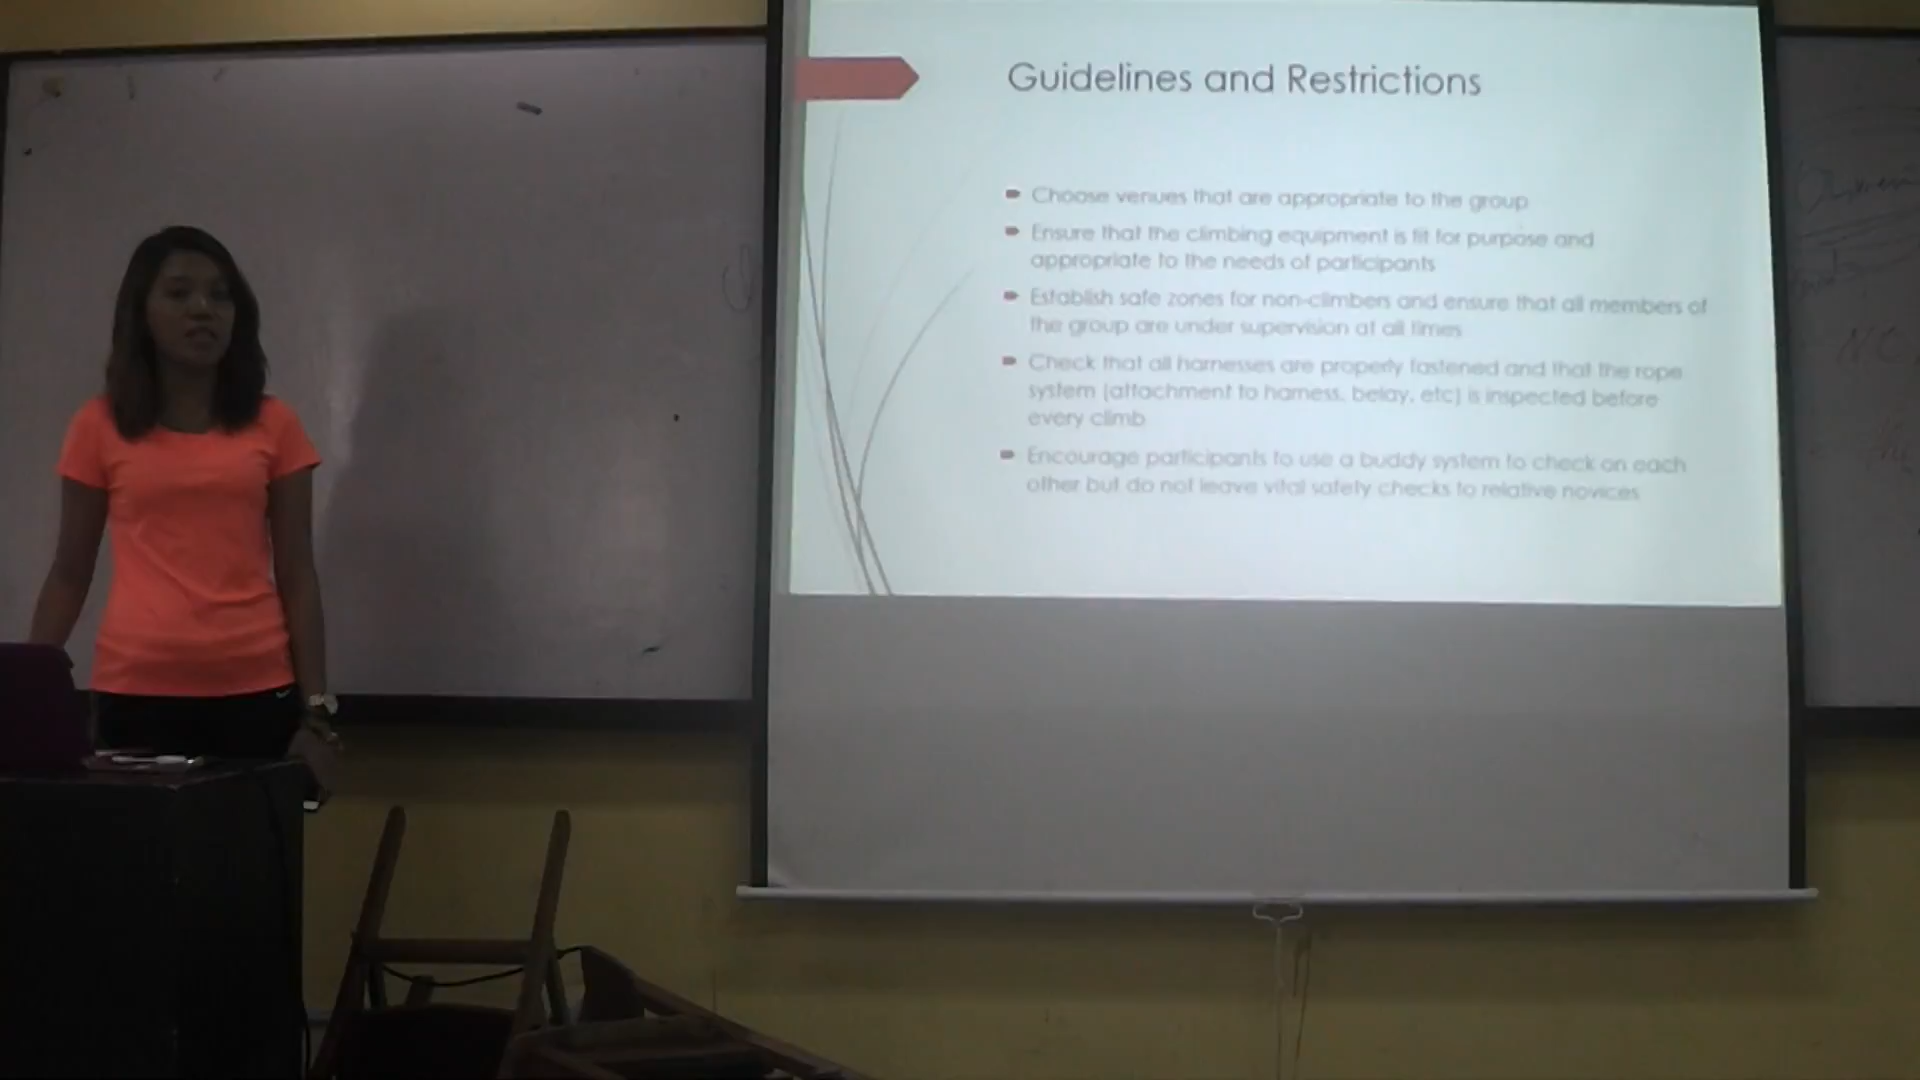 Guidelines and Restrictions
Choose venues that are appropriate to the group
Ensure that the climbing equipment is fit for purpose and
appropriate to the needs of participants
Establish safe zones for non-climbers and ensure that all members of
the group are under supervision at all times
Check that all harnesses are properly fastened and that the rope
system (attachment to harness, belay, etc) is inspected before
every climb
Encourage participants to use a buddy system to check on each
other but do not leave vital safety checks to relative novices